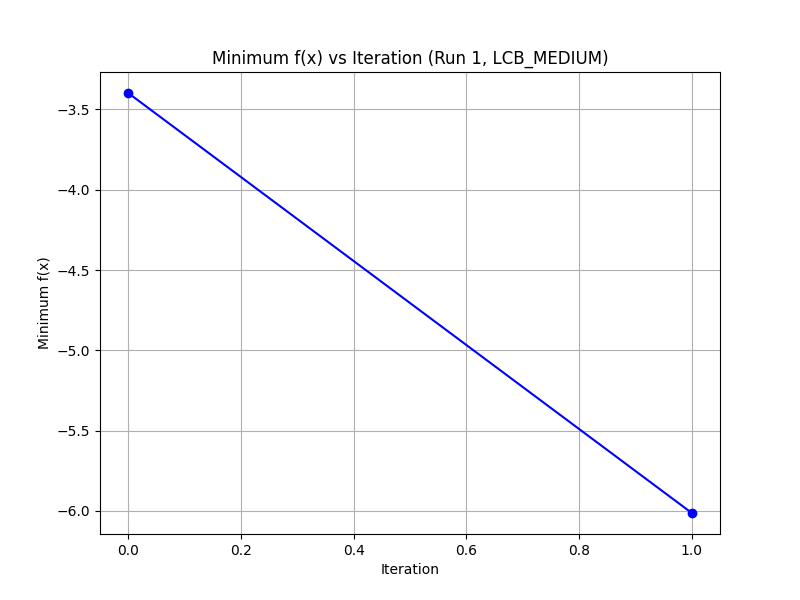 Minimum f(x) vs Iteration (Run 1, LCB_MEDIUM)
Minimum f(x)
−3.5
−4.0
−4.5
−5.0
−5.5
−6.0
0.0 0.2 0.4 0.6 0.8 1.0
Iteration